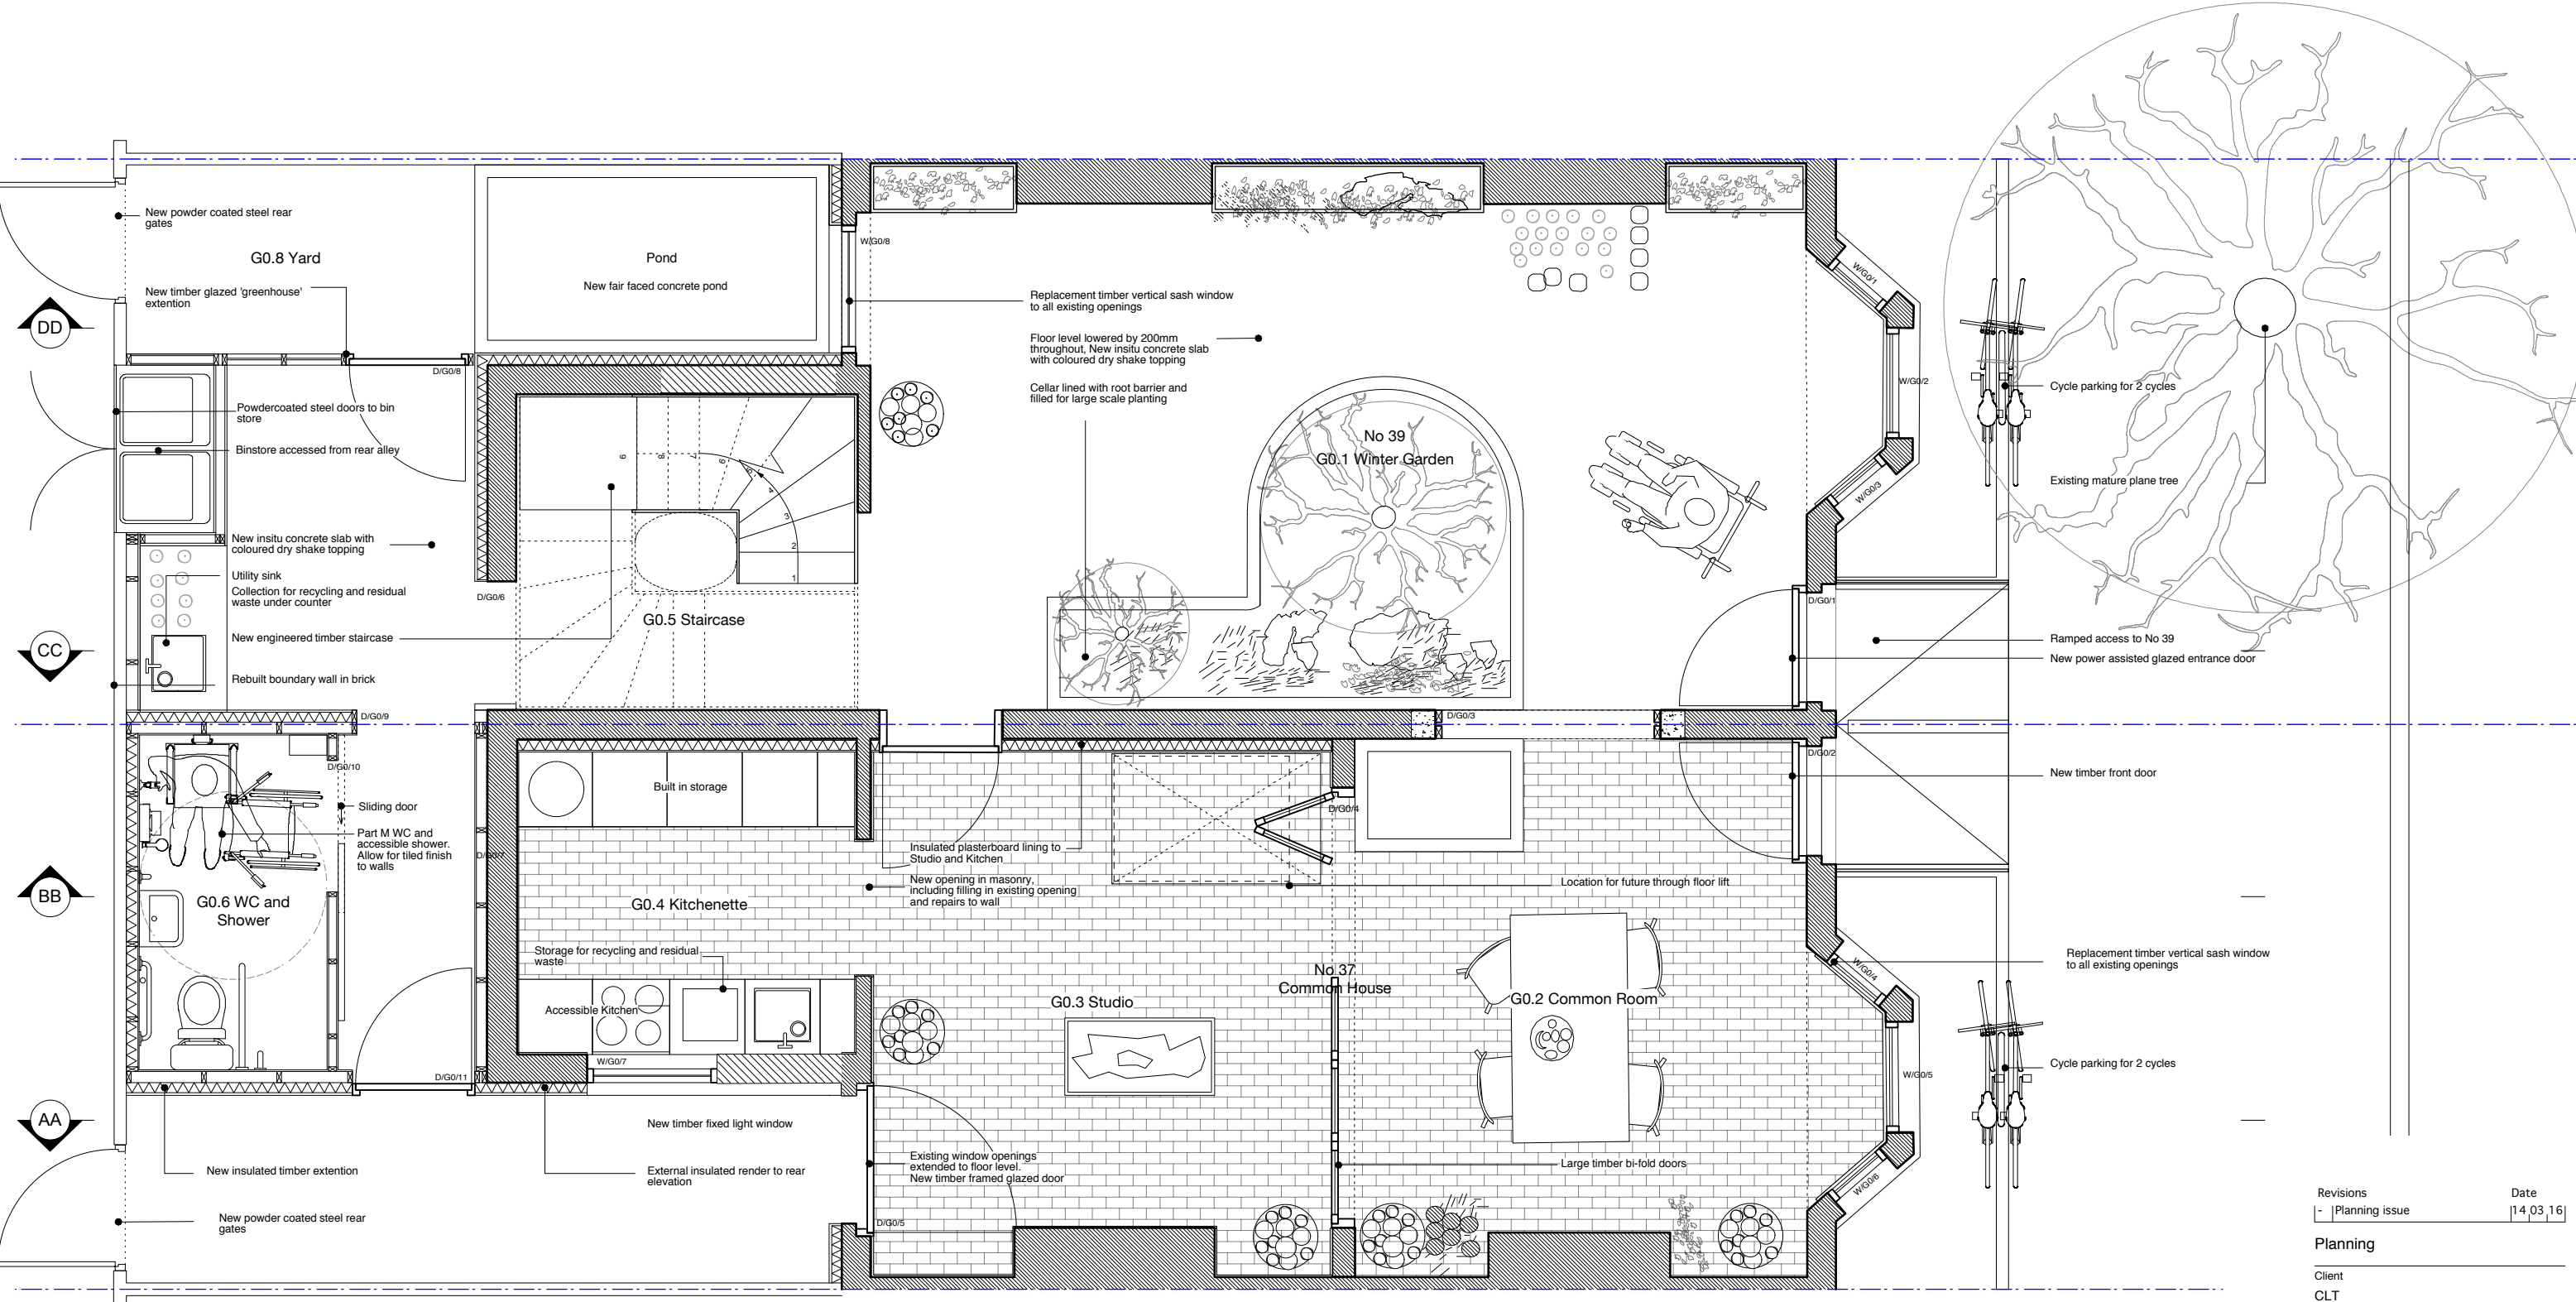 New powder coated steel rear
gates
G0.8 Yard
New timber glazed 'greenhouse'
extention
DD
Pond
New fair faced concrete pond
W/G0/8
D/G0/8
Powdercoated steel doors to bin
store
Binstore accessed from rear alley
New insitu concrete slab with
coloured dry shake topping
Utility sink
Collection for recycling and residual
waste under counter
New engineered timber staircase
CC
Rebuilt boundary wall in brick
D/G0/6
9
8
7
6
5
4
3
2
1
G0.5 Staircase
Replacement timber vertical sash window
to all existing openings
Floor level lowered by 200mm
throughout, New insitu concrete slab
with coloured dry shake topping
Cellar lined with root barrier and
filled for large scale planting
No 39
G0.1 Winter Garden
W/G0/1
W/G0/2
W/G0/3
Cycle parking for 2 cycles
Existing mature plane tree
D/G0/1
Ramped access to No 39
New power assisted glazed entrance door
D/G0/9
D/G0/3
D/G0/2
New timber front door
D/G0/10
Sliding door
Part M WC and
accessible shower.
Allow for tiled finish
to walls
D/G0/7
BB
G0.6 WC and
Shower
Built in storage
D/G0/4
Insulated plasterboard lining to
Studio and Kitchen
New opening in masonry,
including filling in existing opening
and repairs to wall
Location for future through floor lift
G0.4 Kitchenette
Storage for recycling and residual
waste
Accessible Kitchen
W/G0/7
No 37
Common House
G0.3 Studio
G0.2 Common Room
W/G0/4
Replacement timber vertical sash window
to all existing openings
W/G0/5
Cycle parking for 2 cycles
W/G0/6
D/G0/11
AA
New timber fixed light window
New insulated timber extention
External insulated render to rear
elevation
Existing window openings
extended to floor level.
New timber framed glazed door
Large timber bi-fold doors
D/G0/5
New powder coated steel rear
gates
Revisions Date
- Planning issue 14 03 16
Planning
Client
CLT